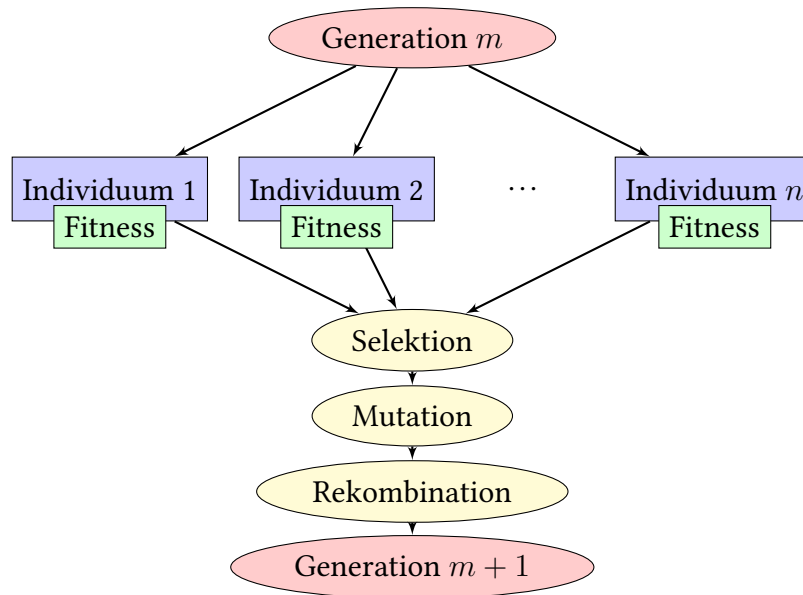 Generation m
Individuum 1
Individuum 2
...
Individuum n
Fitness
Fitness
Fitness
Selektion
Mutation
Rekombination
Generation m + 1